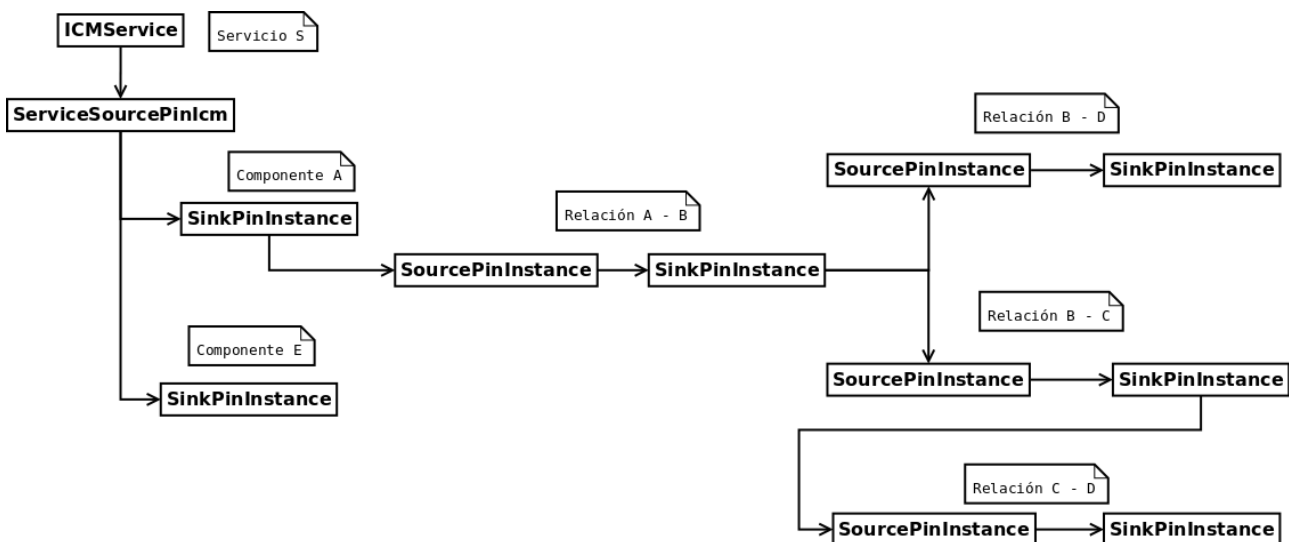 ICMService
Servicio S
ServiceSourcePinIcm
Relación B - D
SourcePinInstance
SinkPinInstance
Componente A
SinkPinInstance
Relación A - B
SourcePinInstance
SinkPinInstance
Relación B - C
Componente E
SourcePinInstance
SinkPinInstance
SinkPinInstance
Relación C - D
SourcePinInstance
SinkPinInstance